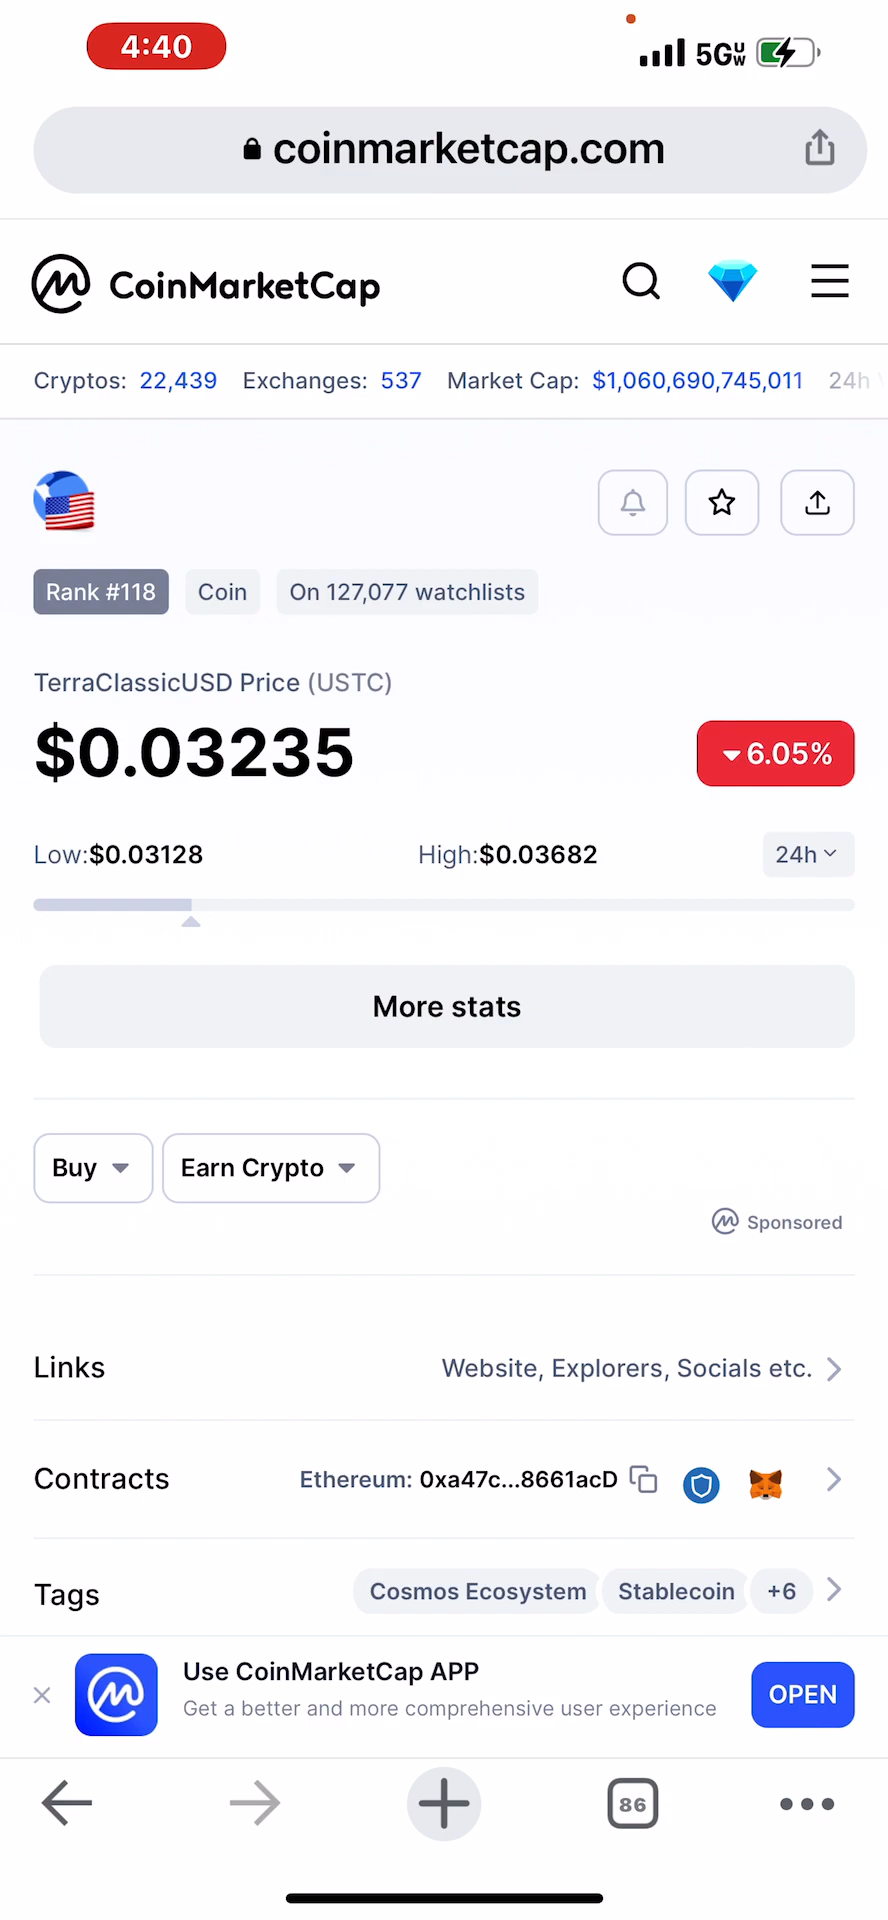 4:40
5GUW
coinmarketcap.com
CoinMarketCap
Cryptos: 22,439 Exchanges: 537 Market Cap: $1,060,690,745,011 24h
Rank #118 Coin On 127,077 watchlists
TerraClassicUSD Price (USTC)
$0.03235 6.05%
Low:$0.03128 High:$0.03682 24h
More stats
Buy Earn Crypto
Sponsored
Links Website, Explorers, Socials etc.
Contracts Ethereum: 0xa47c...8661acD
Tags Cosmos Ecosystem Stablecoin +6
Use CoinMarketCap APP
Get a better and more comprehensive user experience
OPEN
86